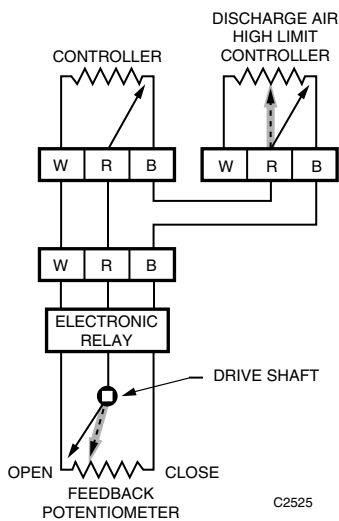 DISCHARGE AIR
HIGH LIMIT
CONTROLLER
CONTROLLER
W R B
W R B
W R B
ELECTRONIC
RELAY
DRIVE SHAFT
OPEN
CLOSE
FEEDBACK
POTENTIOMETER
C2525